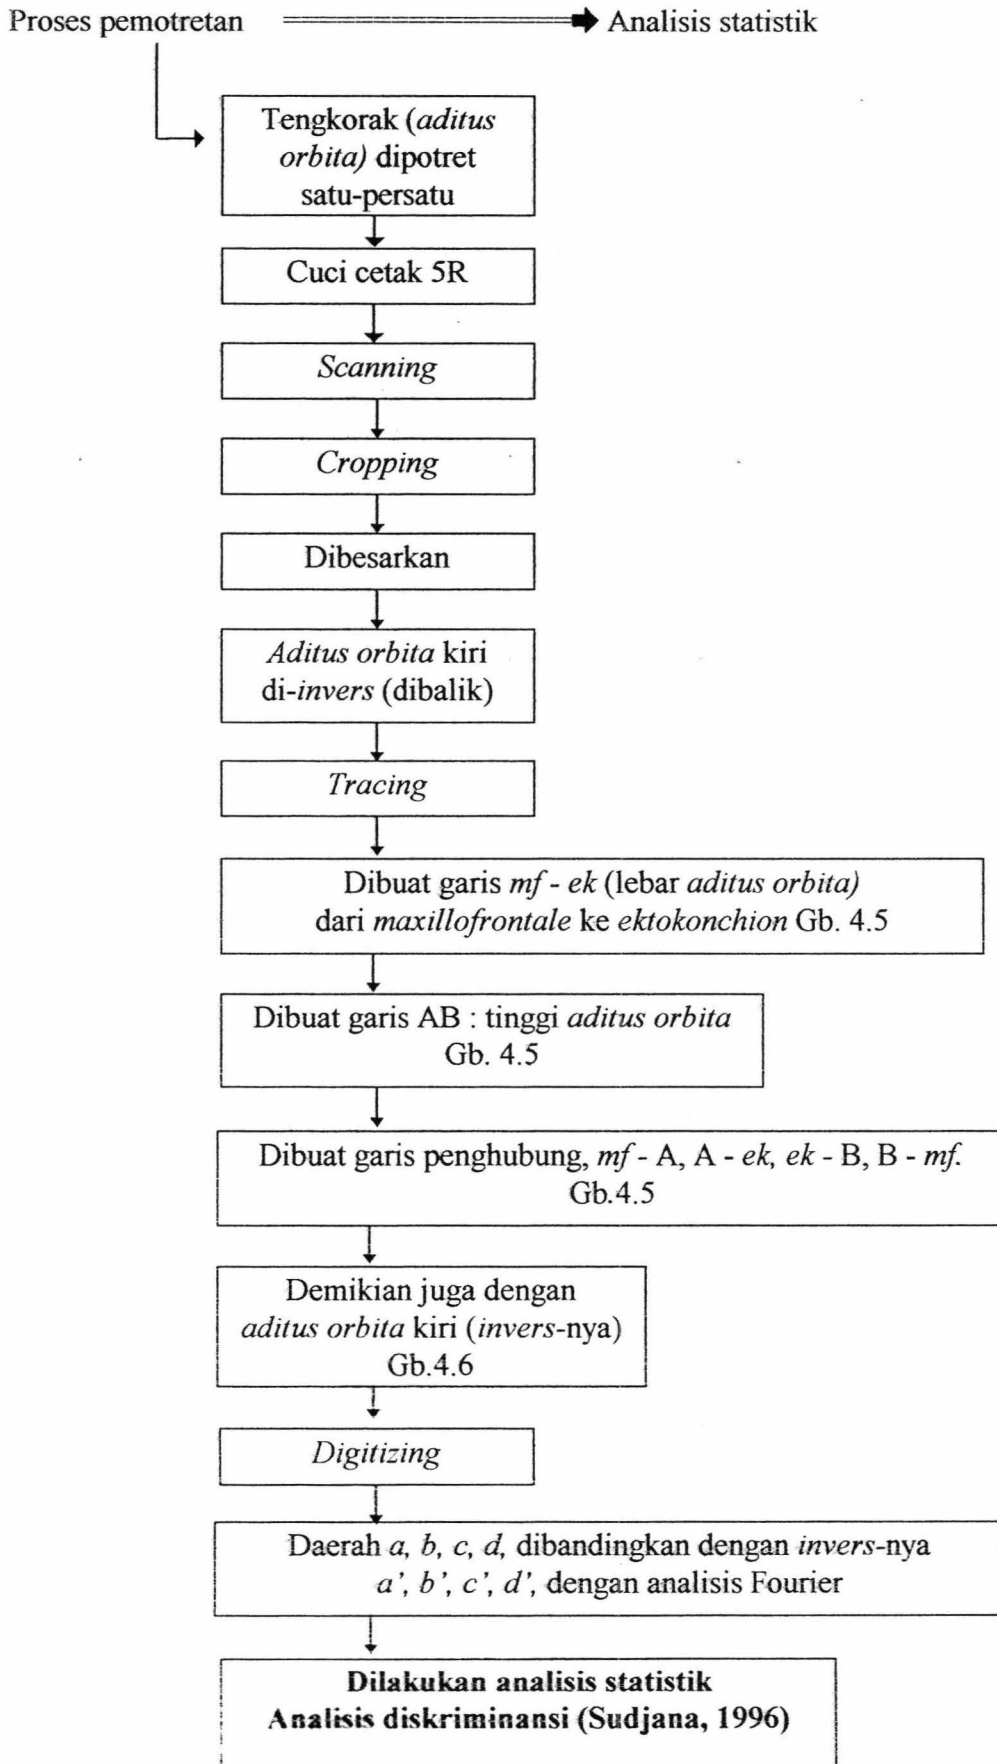 Proses pemotretan Analisis statistik
Tengkorak (aditus
orbita) dipotret
satu-persatu
Cuci cetak 5R
Scanning
Cropping
Dibesarkan
Aditus orbita kiri
di-invers (dibalik)
Tracing
Dibuat garis mf - ek (lebar aditus orbita)
dari maxillofrontale ke ektokonchion Gb. 4.5
Dibuat garis AB : tinggi aditus orbita
Gb. 4.5
Dibuat garis penghubung, mf - A, A - ek, ek - B, B - mf.
Gb.4.5
Demikian juga dengan
aditus orbita kiri (invers-nya)
Gb.4.6
Digitizing
Daerah a, b, c, d, dibandingkan dengan invers-nya
a’, b’, c’, d’, dengan analisis Fourier
Dilakukan analisis statistik
Analisis diskriminansi (Sudjana, 1996)